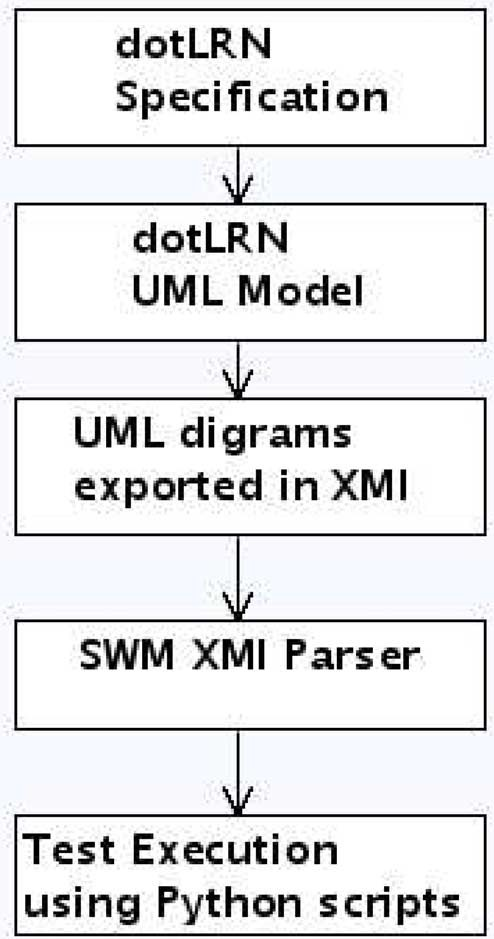 dotLRN
Specification
dotLRN
UML Model
UML digrams
exported in XMI
SWM XMI Parser
Test Execution
using Python scripts